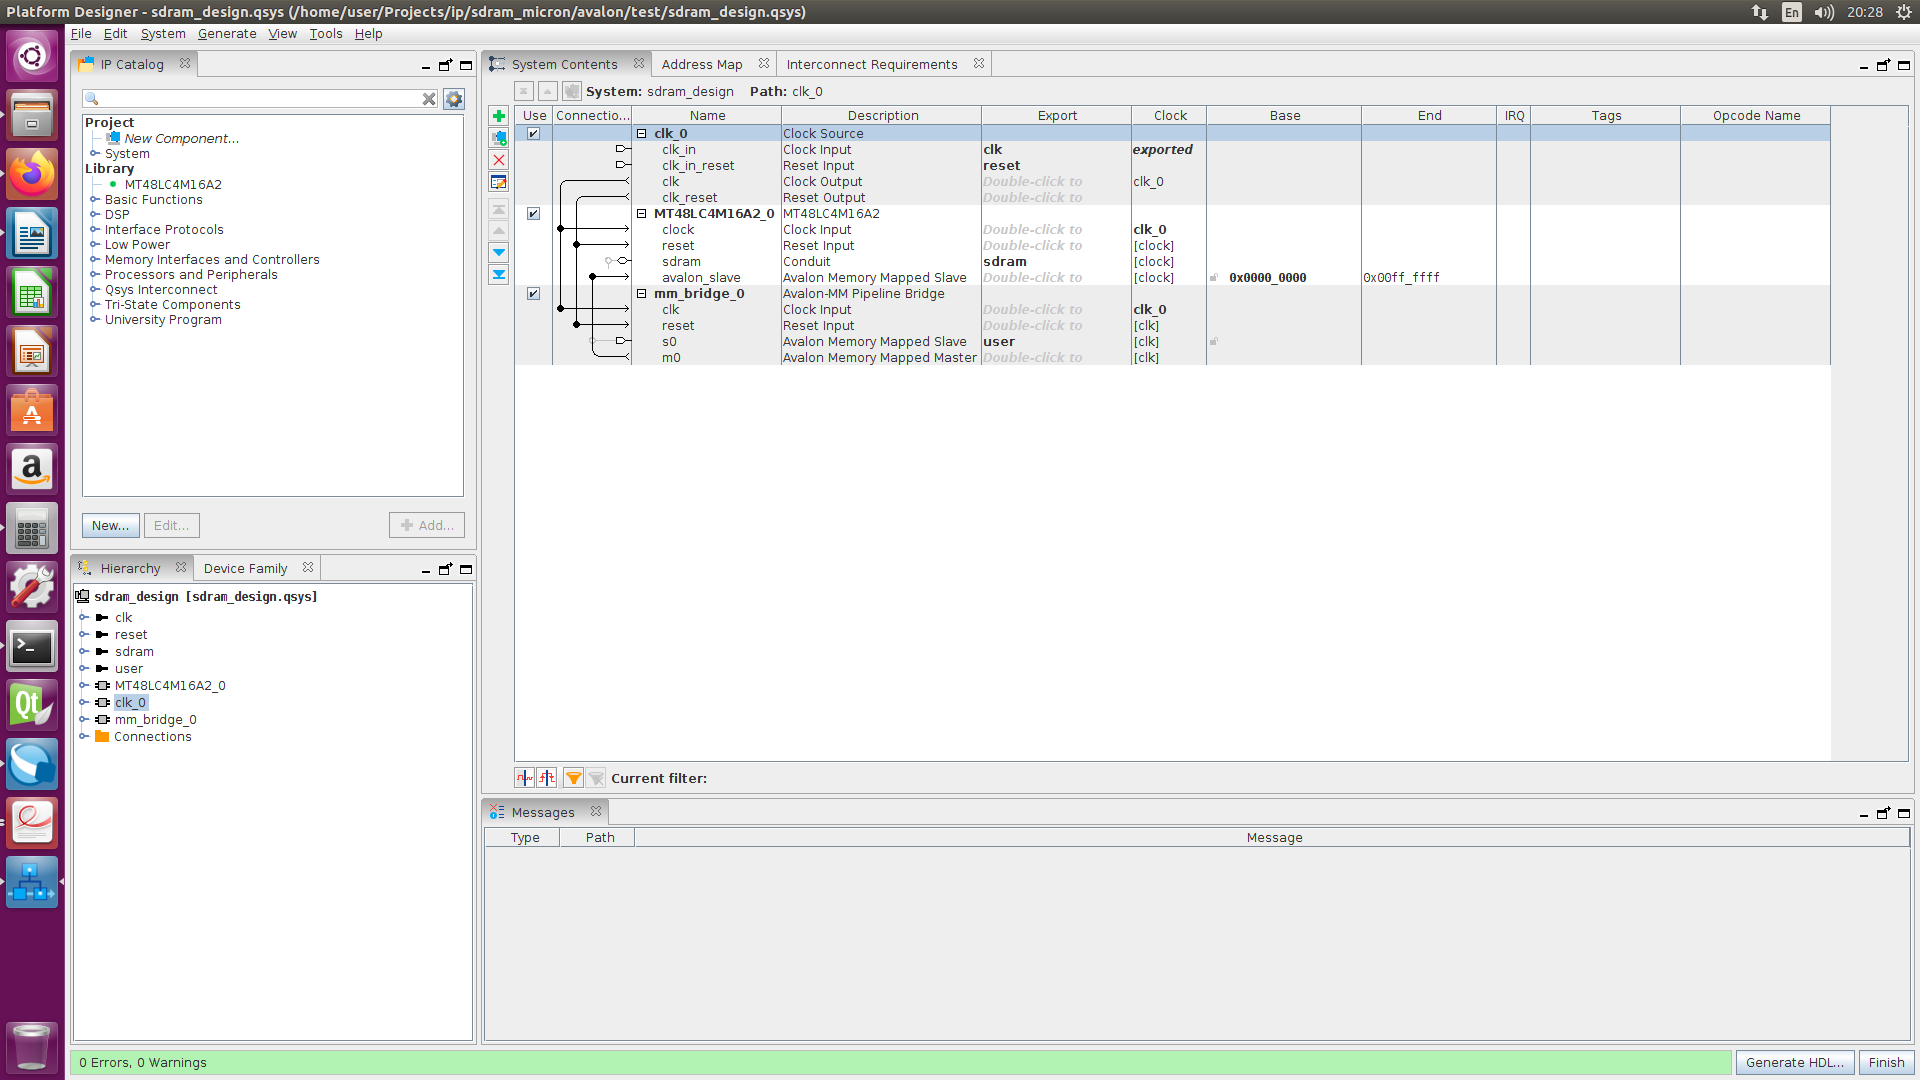 Platform Designer - sdram_design.qsys (/home/user/Projects/ip/sdram_micron/avalon/test/sdram_design.qsys)
En
20:28
File Edit System Generate View Tools Help
IP Catalog
Project
New Component...
System
Library
MT48LC4M16A2
Basic Functions
DSP
Interface Protocols
Low Power
Memory Interfaces and Controllers
Processors and Peripherals
Qsys Interconnect
Tri-State Components
University Program
New... Edit... Add...
Hierarchy Device Family
sdram_design [sdram_design.qsys]
clk
reset
sdram
user
MT48LC4M16A2_0
clk_0
mm_bridge_0
Connections
System Contents Address Map Interconnect Requirements
System: sdram_design Path: clk_0
Use Connectio... Name Description Export Clock Base End IRQ Tags Opcode Name
clk_0 Clock Source
clk_in Clock Input clk exported
clk_in_reset Reset Input reset
clk Clock Output Double-click to clk_0
clk_reset Reset Output Double-click to
MT48LC4M16A2_0 MT48LC4M16A2
clock Clock Input Double-click to clk_0
reset Reset Input Double-click to [clock]
sdram Conduit sdram [clock]
avalon_slave Avalon Memory Mapped Slave Double-click to [clock] 0x0000_0000 0x00ff_ffff
mm_bridge_0 Avalon-MM Pipeline Bridge
clk Clock Input Double-click to clk_0
reset Reset Input Double-click to [clk]
s0 Avalon Memory Mapped Slave user [clk]
m0 Avalon Memory Mapped Master Double-click to [clk]
Current filter:
Messages
Type Path Message
0 Errors, 0 Warnings
Generate HDL... Finish